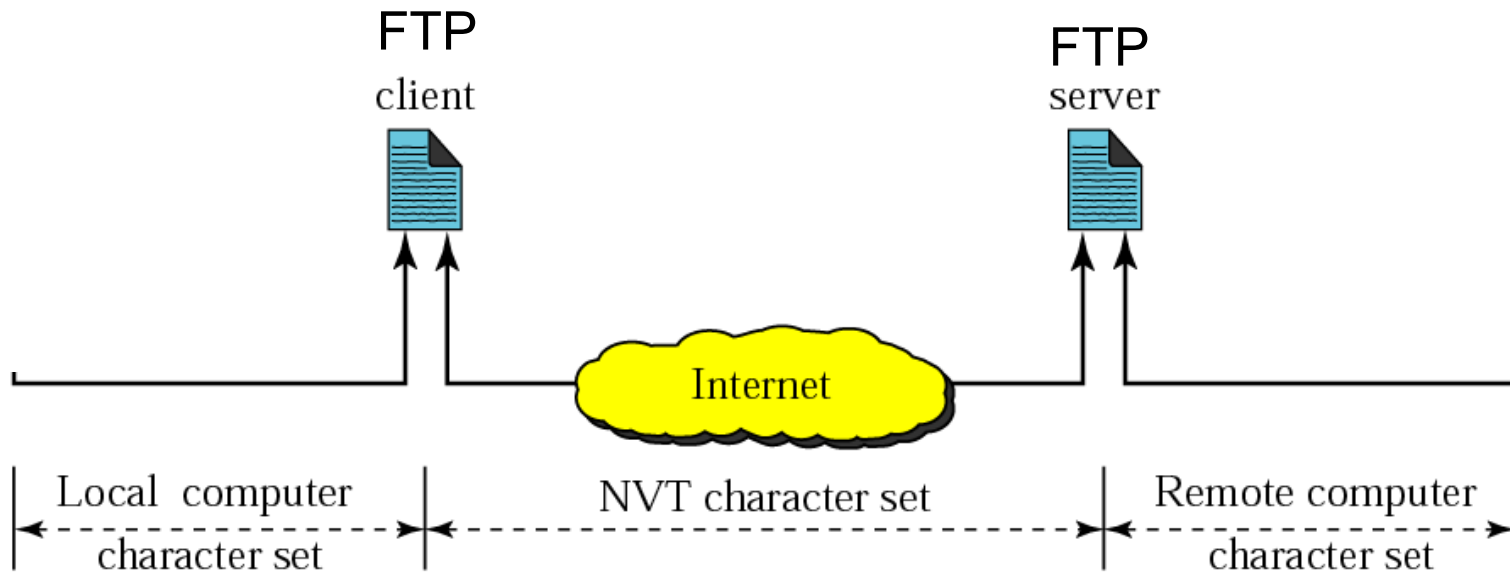 FTP
client
FTP
server
Internet
Local computer
character set
NVT character set
Remote computer
character set